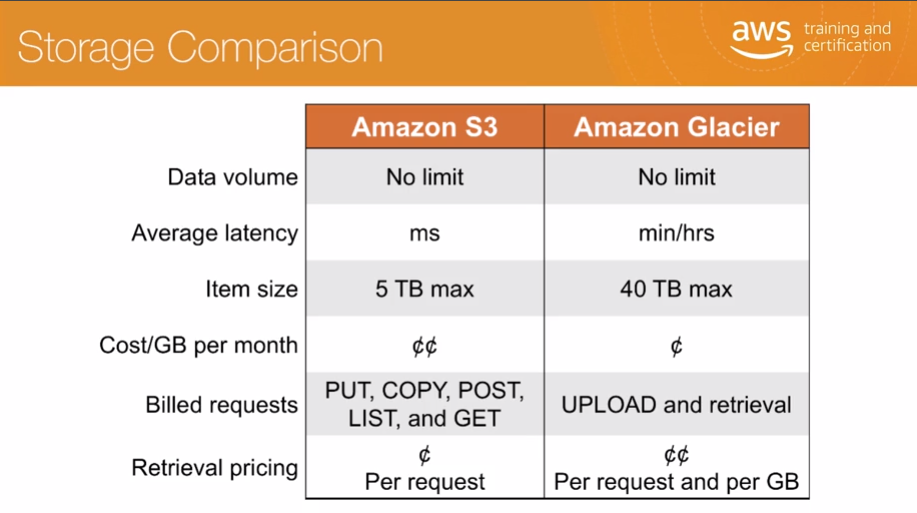 Storage Comparison
aws training and
certification
Amazon S3 Amazon Glacier
Data volume No limit No limit
Average latency ms min/hrs
Item size 5 TB max 40 TB max
Cost/GB per month ¢¢ ¢
Billed requests PUT, COPY, POST,
LIST, and GET UPLOAD and retrieval
Retrieval pricing ¢
Per request ¢¢
Per request and per GB